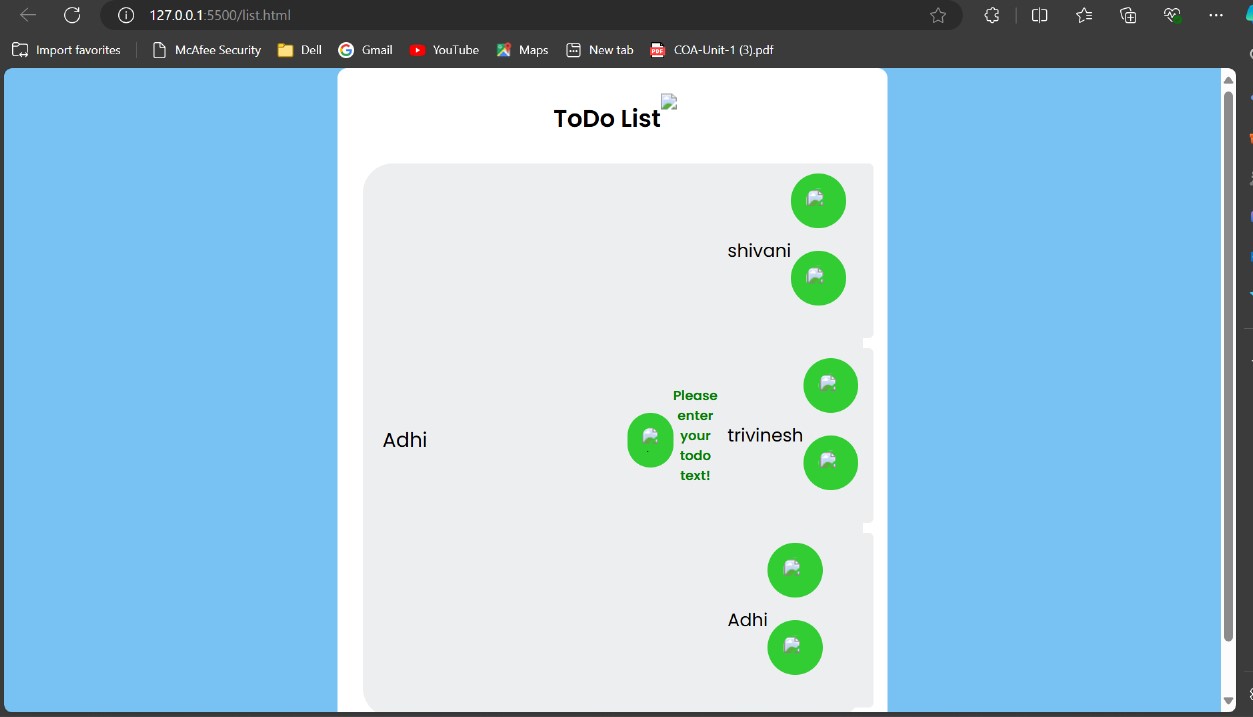 127.0.0.1:5500/list.html
Import favorites McAfee Security Dell Gmail YouTube Maps New tab PDF COA-Unit-1 (3).pdf
ToDo List
shivani
Adhi
Please
enter
your
todo
text!
trivinesh
Adhi